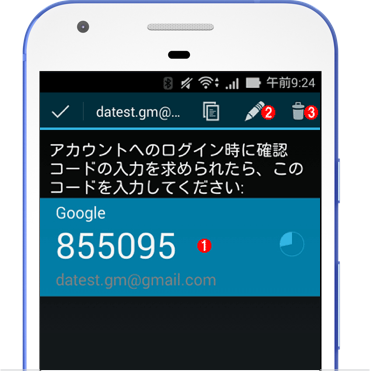 午前9:24
datest.gm@... 2 3
アカウントへのログイン時に確認
コードの入力を求められたら、この
コードを入力してください:
Google
855095 1
datest.gm@gmail.com